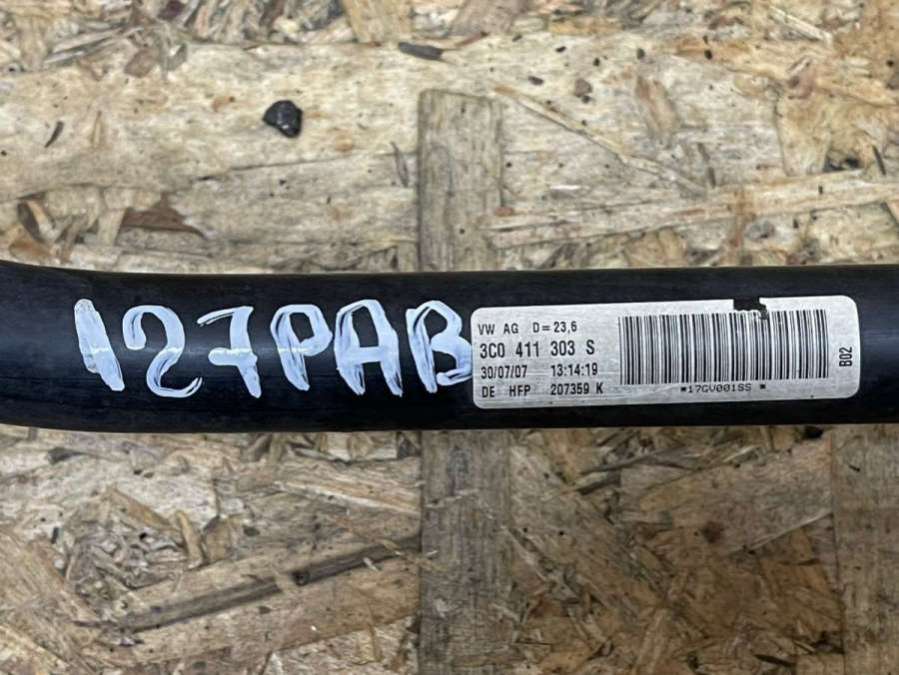 127PAB
VW AG D=23,6
3C0 411 303 S
30/07/07 13:14:19
DE HFP 207359 K
*17GV001SS *
B02